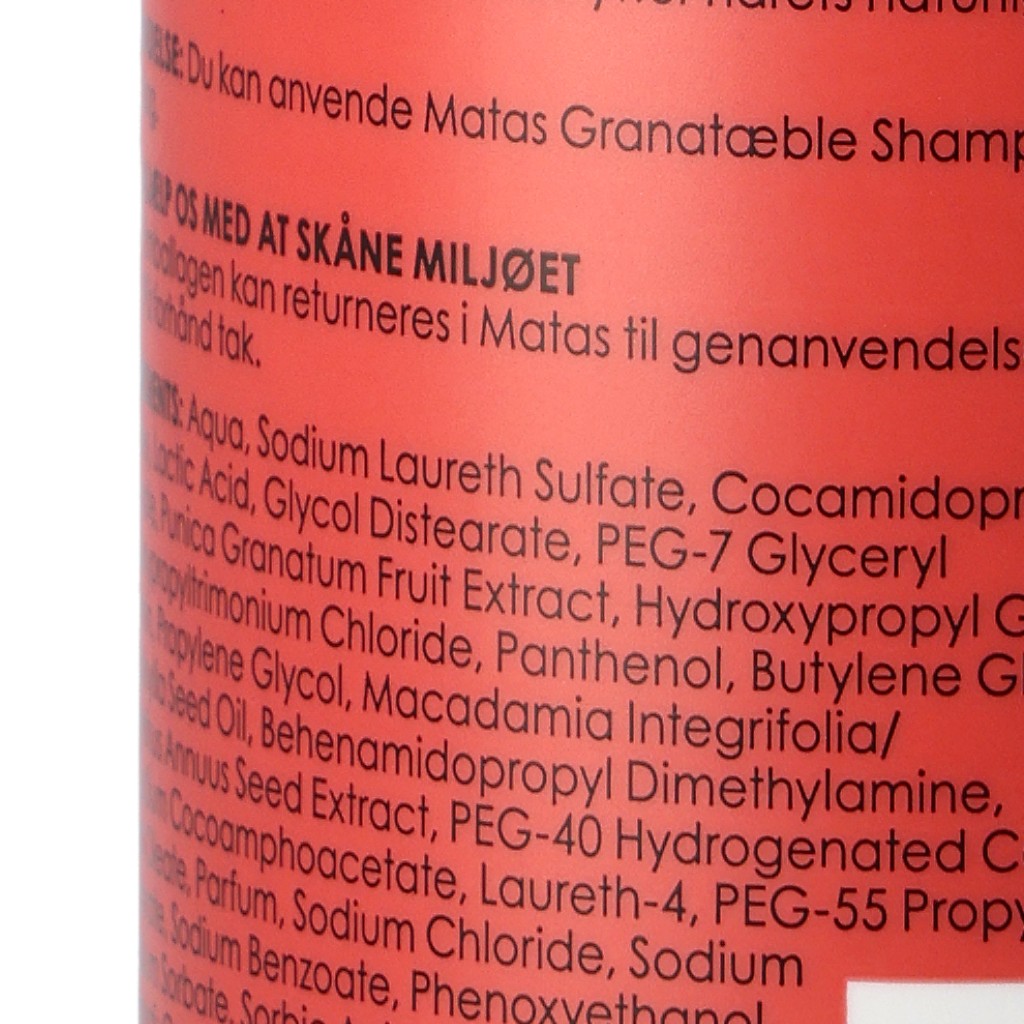 Du kan anvende Matas Granatæble Shamp
OS MED AT SKÅNE MILJØET
kan returneres i Matas til genanvendels
tak.
Aqua, Sodium Laureth Sulfate, Cocamidopr
Lactic Acid, Glycol Distearate, PEG-7 Glyceryl
Punica Granatum Fruit Extract, Hydroxypropyl G
propyltrimonium Chloride, Panthenol, Butylene Gl
Propylene Glycol, Macadamia Integrifolia/
Seed Oil, Behenamidopropyl Dimethylamine,
Annuus Seed Extract, PEG-40 Hydrogenated C
Cocoamphoacetate, Laureth-4, PEG-55 Propy
Parfum, Sodium Chloride, Sodium
Sodium Benzoate, Phenoxyethanol
Sorbate,